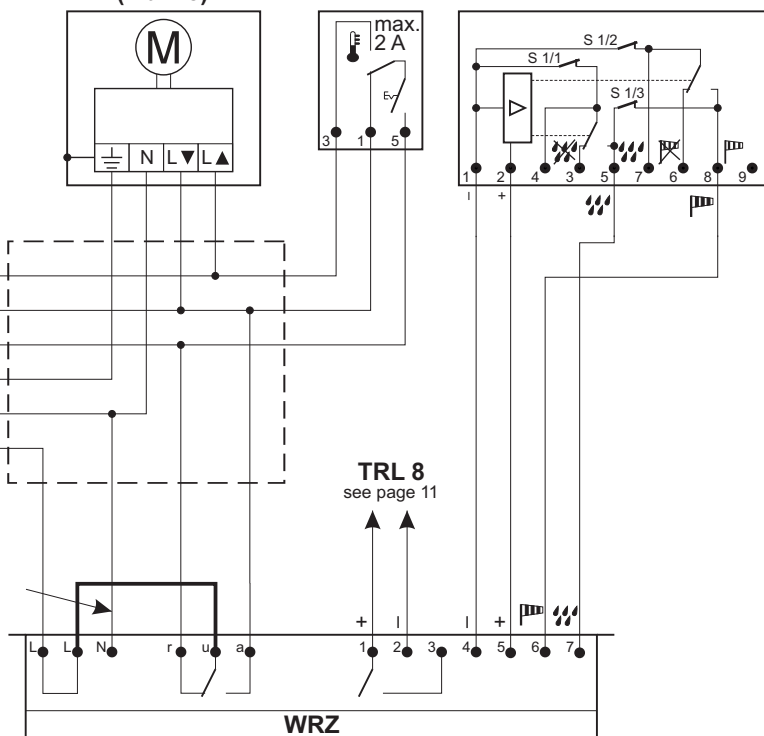 M
max.
2 A
S 1/2
S 1/1
S 1/3
N L▼ L▲
3 1 5
1 2 4 3 5 7 6 8 9
I +
TRL 8
see page 11
+ I I +
L L N r u a 1 2 3 4 5 6 7
WRZ